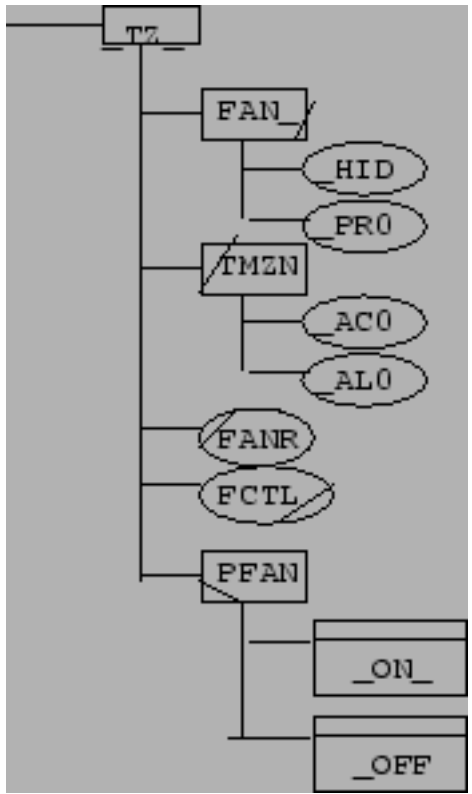 _TZ_
FAN_
_HID
_PR0
TMZN
_AC0
_AL0
FANR
FCTL
PFAN
_ON_
_OFF